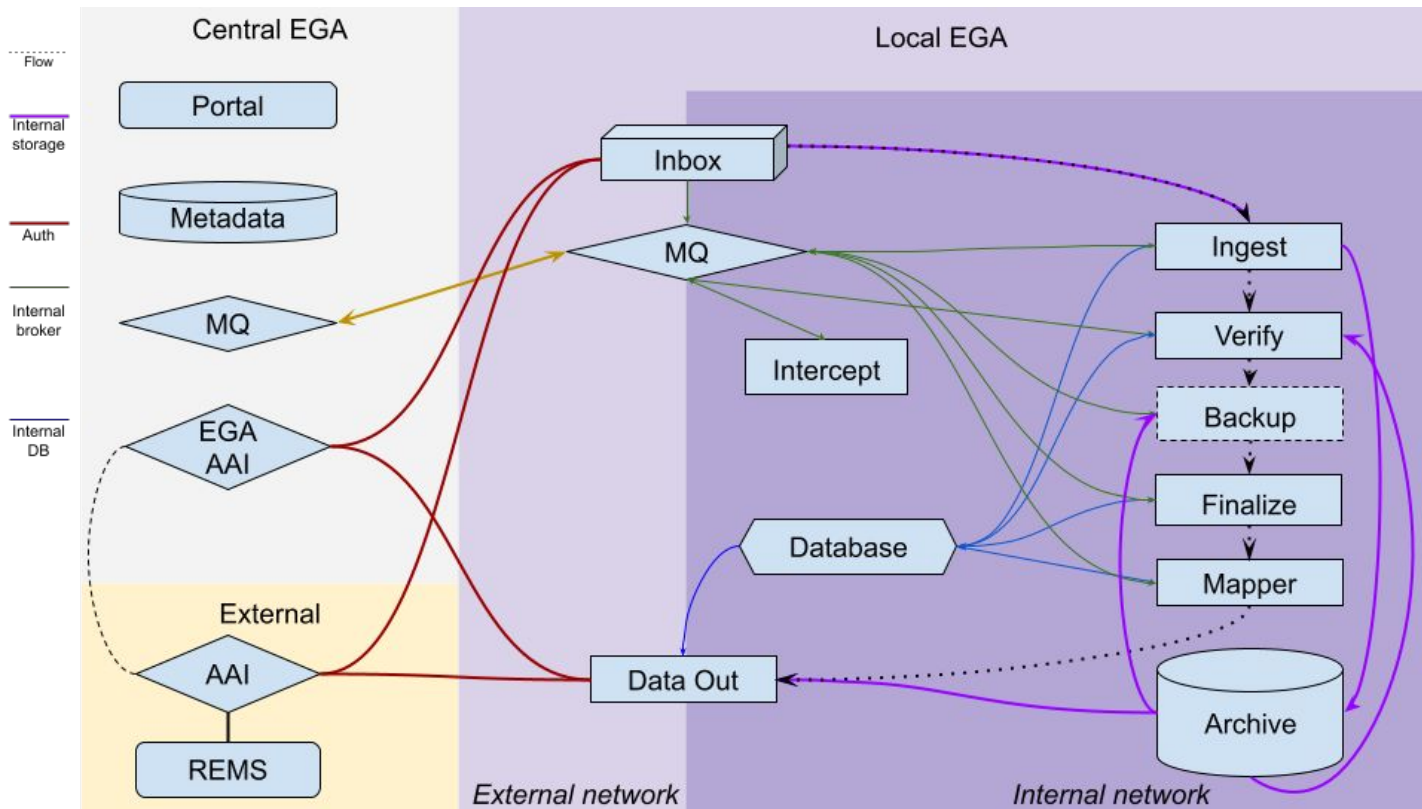 Central EGA
Local EGA
Flow
Internal
storage
Auth
Internal
broker
Internal
DB
Portal
Metadata
MQ
EGA
AAI
External
AAI
REMS
Inbox
MQ
Intercept
Database
Data Out
Ingest
Verify
Backup
Finalize
Mapper
Archive
External network
Internal network